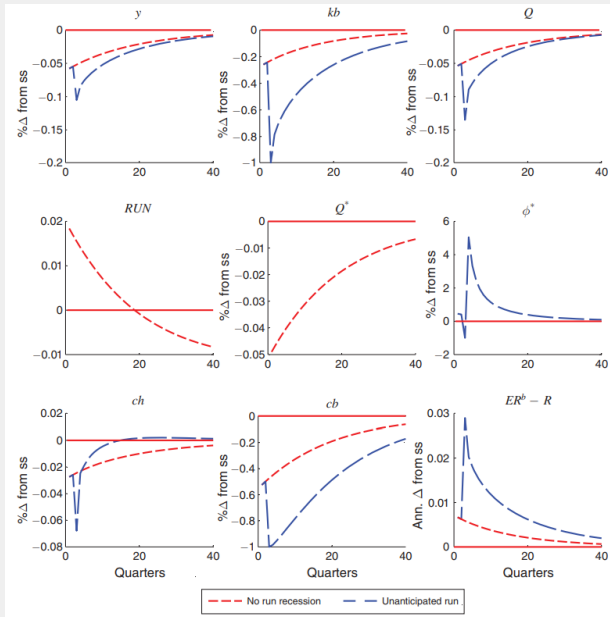 y
kb
Q
%Δ from ss
0
−0.05
−0.1
−0.15
−0.2
0 20 40
%Δ from ss
0
−0.2
−0.4
−0.6
−0.8
−1
0 20 40
%Δ from ss
0
−0.05
−0.1
−0.15
−0.2
0 20 40
RUN
Q*
ϕ*
0.02
0.01
0
−0.01
0 20 40
%Δ from ss
0
−0.01
−0.02
−0.03
−0.04
−0.05
0 20 40
%Δ from ss
6
4
2
0
−2
0 20 40
ch
cb
ER^b − R
%Δ from ss
0.02
0
−0.02
−0.04
−0.06
−0.08
0 20 40
Quarters
%Δ from ss
0
−0.2
−0.4
−0.6
−0.8
−1
0 20 40
Quarters
Ann. Δ from ss
0.03
0.02
0.01
0
0 20 40
Quarters
No run recession
Unanticipated run